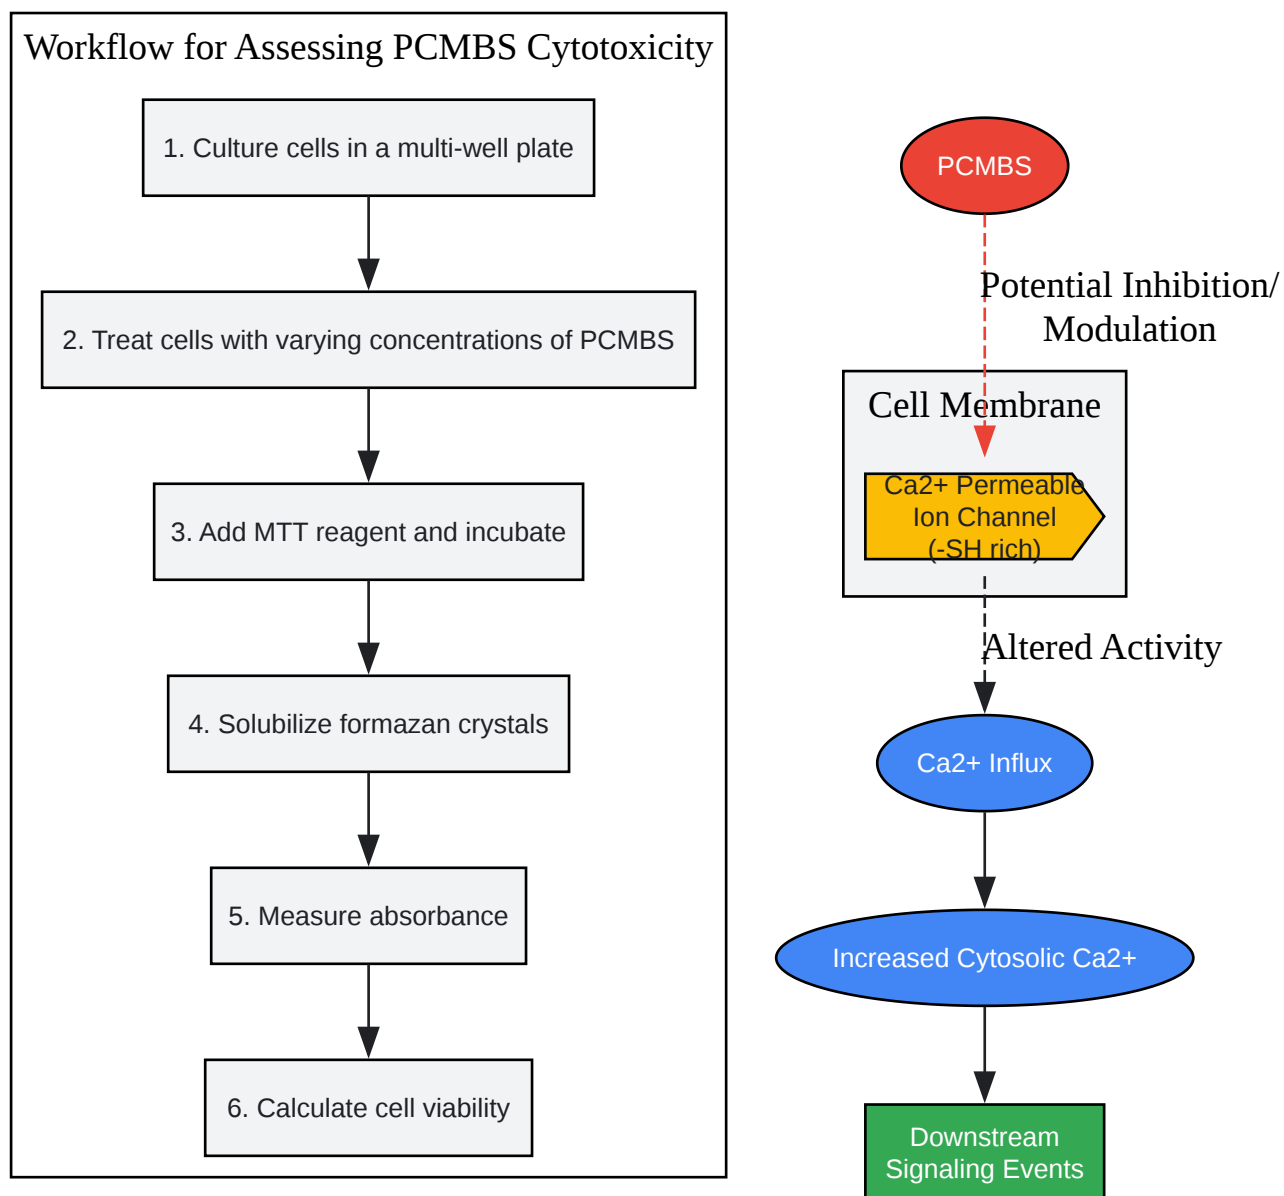 Workflow for Assessing PCMBS Cytotoxicity
1. Culture cells in a multi-well plate
2. Treat cells with varying concentrations of PCMBS
3. Add MTT reagent and incubate
4. Solubilize formazan crystals
5. Measure absorbance
6. Calculate cell viability
PCMBS
Potential Inhibition/
Modulation
Cell Membrane
Ca2+ Permeable
Ion Channel
(-SH rich)
Altered Activity
Ca2+ Influx
Increased Cytosolic Ca2+
Downstream
Signaling Events